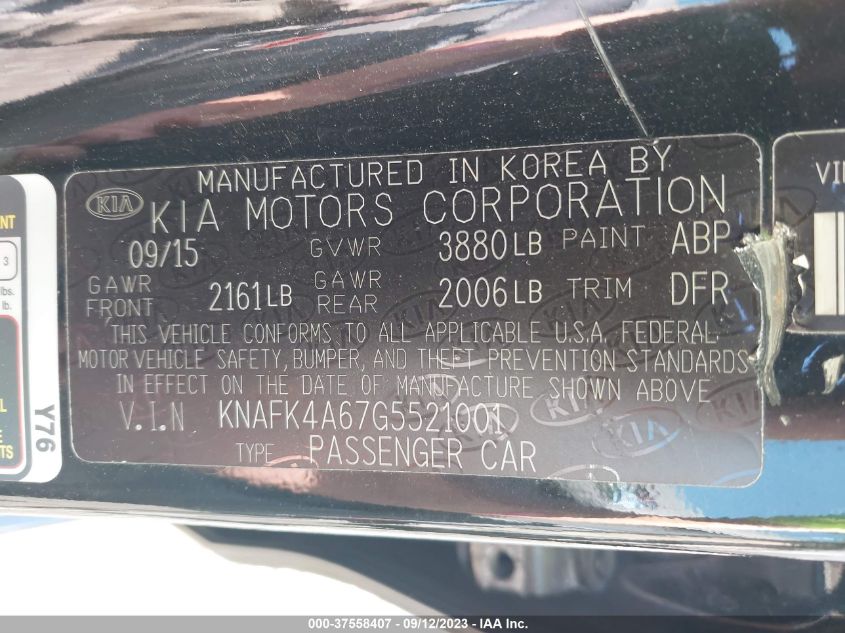 MANUFACTURED IN KOREA BY
KIA KIA MOTORS CORPORATION
09/15 GVWR 3880LB PAINT ABP
GAWR FRONT 2161LB GAWR REAR 2006LB TRIM DFR
THIS VEHICLE CONFORMS TO ALL APPLICABLE U.S.A. FEDERAL
MOTOR VEHICLE SAFETY, BUMPER, AND THEFT PREVENTION STANDARDS
IN EFFECT ON THE DATE OF MANUFACTURE SHOWN ABOVE
V.I.N KNAFK4A67G5521001
TYPE PASSENGER CAR
3
lb.
Y76
000-37558407 - 09/12/2023 - Copyright © IAA, Inc.